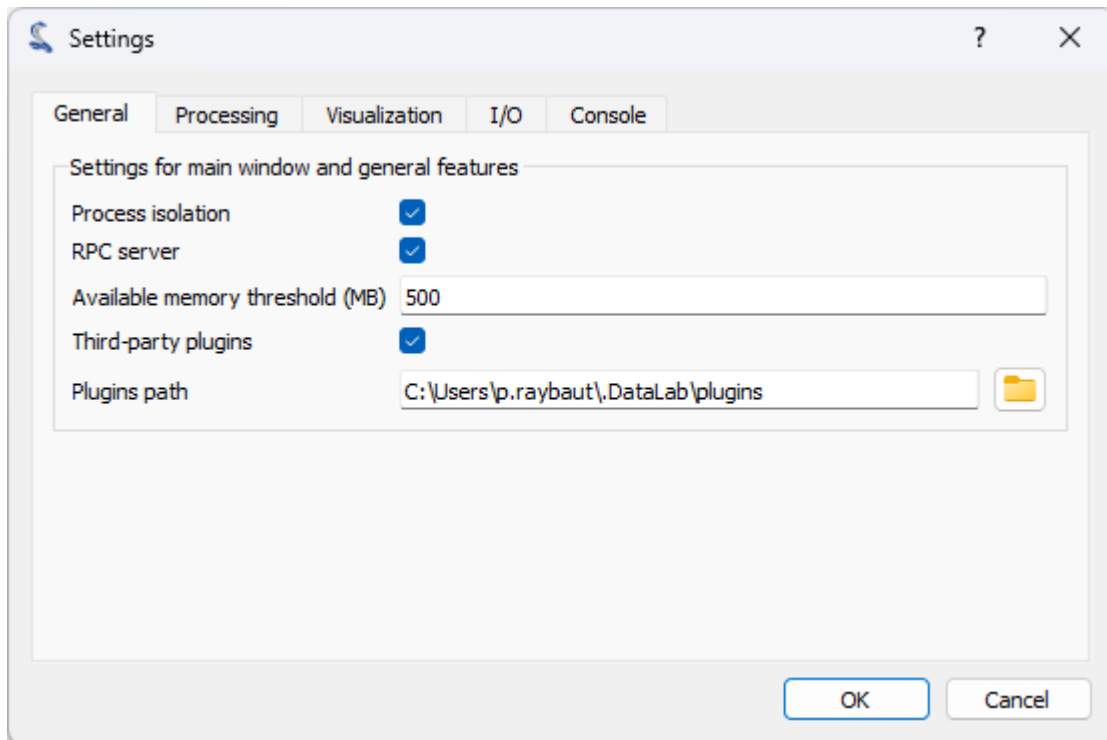 Settings
?
General Processing Visualization I/O Console
Settings for main window and general features
Process isolation
RPC server
Available memory threshold (MB) 500
Third-party plugins
Plugins path C:\Users\p.raybaut\.DataLab\plugins
OK Cancel